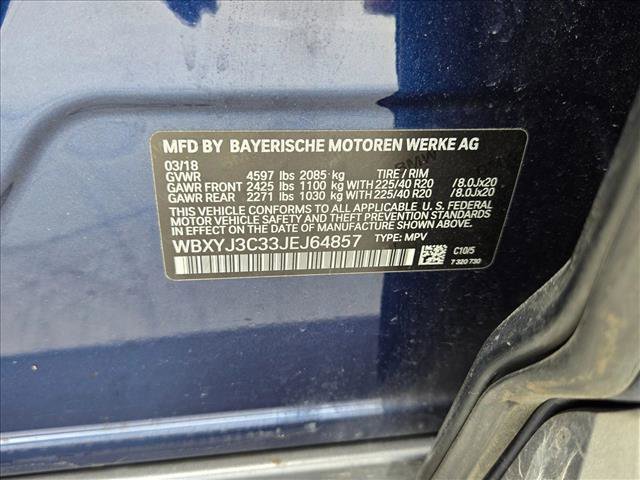 MFD BY BAYERISCHE MOTOREN WERKE AG
03/18
GVWR 4597 lbs 2085 kg TIRE / RIM
GAWR FRONT 2425 lbs 1100 kg WITH 225/40 R20 /8.0Jx20
GAWR REAR 2271 lbs 1030 kg WITH 225/40 R20 /8.0Jx20
THIS VEHICLE CONFORMS TO ALL APPLICABLE U. S. FEDERAL
MOTOR VEHICLE SAFETY, BUMPER, AND THEFT PREVENTION STANDARDS
IN EFFECT ON THE DATE OF MANUFACTURE SHOWN ABOVE.
WBXYJ3C33JEJ64857 TYPE: MPV
C10/5
7 320 730